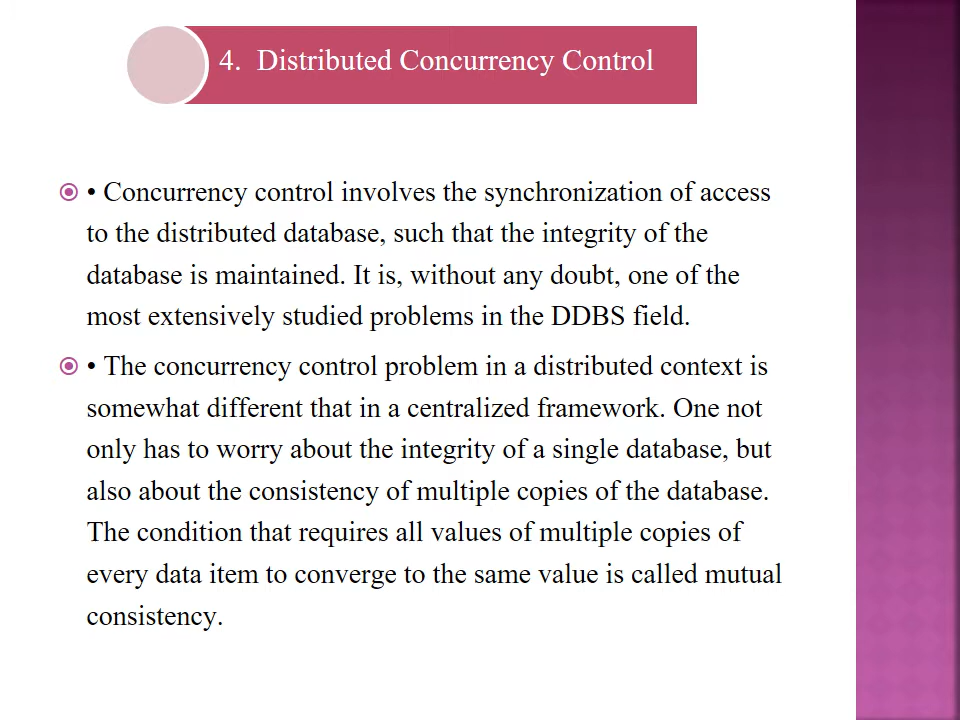 4. Distributed Concurrency Control
• Concurrency control involves the synchronization of access
to the distributed database, such that the integrity of the
database is maintained. It is, without any doubt, one of the
most extensively studied problems in the DDBS field.
• The concurrency control problem in a distributed context is
somewhat different that in a centralized framework. One not
only has to worry about the integrity of a single database, but
also about the consistency of multiple copies of the database.
The condition that requires all values of multiple copies of
every data item to converge to the same value is called mutual
consistency.